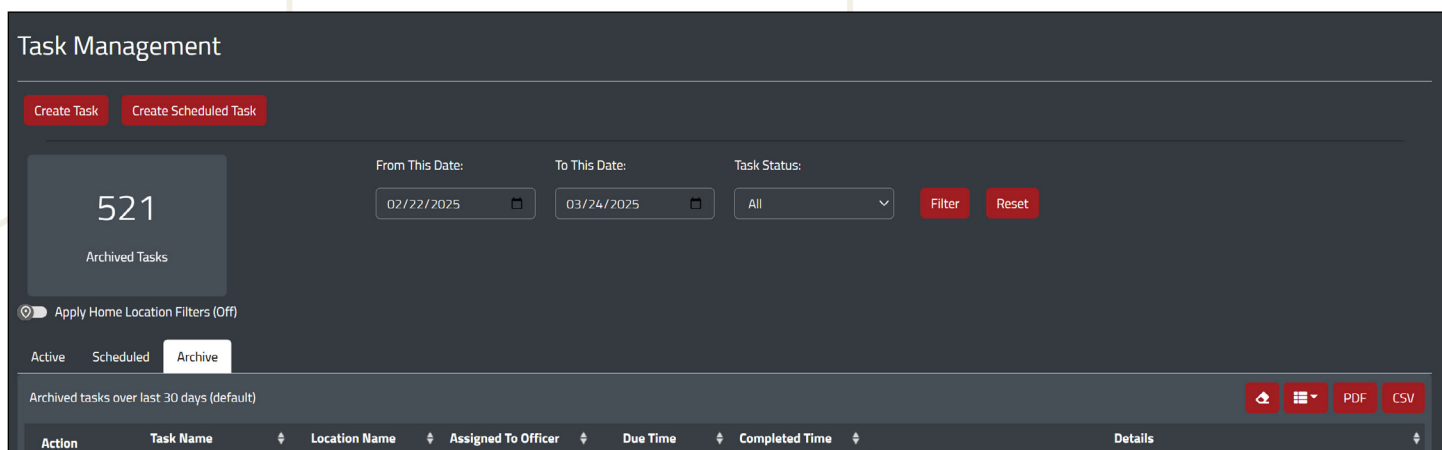 Task Management
Create Task Create Scheduled Task
From This Date: To This Date: Task Status:
02/22/2025 03/24/2025 All Filter Reset
521
Archived Tasks
Apply Home Location Filters (Off)
Active Scheduled Archive
Archived tasks over last 30 days (default) PDF CSV
Action Task Name Location Name Assigned To Officer Due Time Completed Time Details